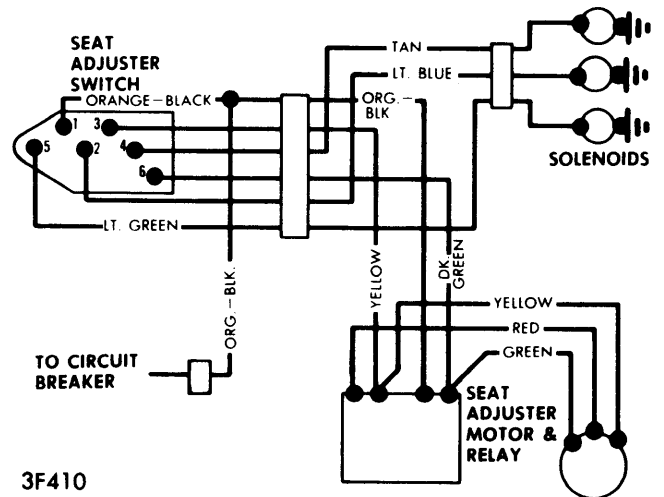 SEAT
ADJUSTER
SWITCH
ORANGE-BLACK
1
3
5
2
4
6
LT. GREEN
TAN
LT. BLUE
ORG.-
BLK
SOLENOIDS
ORG.-BLK.
YELLOW
DK.
GREEN
YELLOW
RED
GREEN
TO CIRCUIT
BREAKER
SEAT
ADJUSTER
MOTOR &
RELAY
3F410